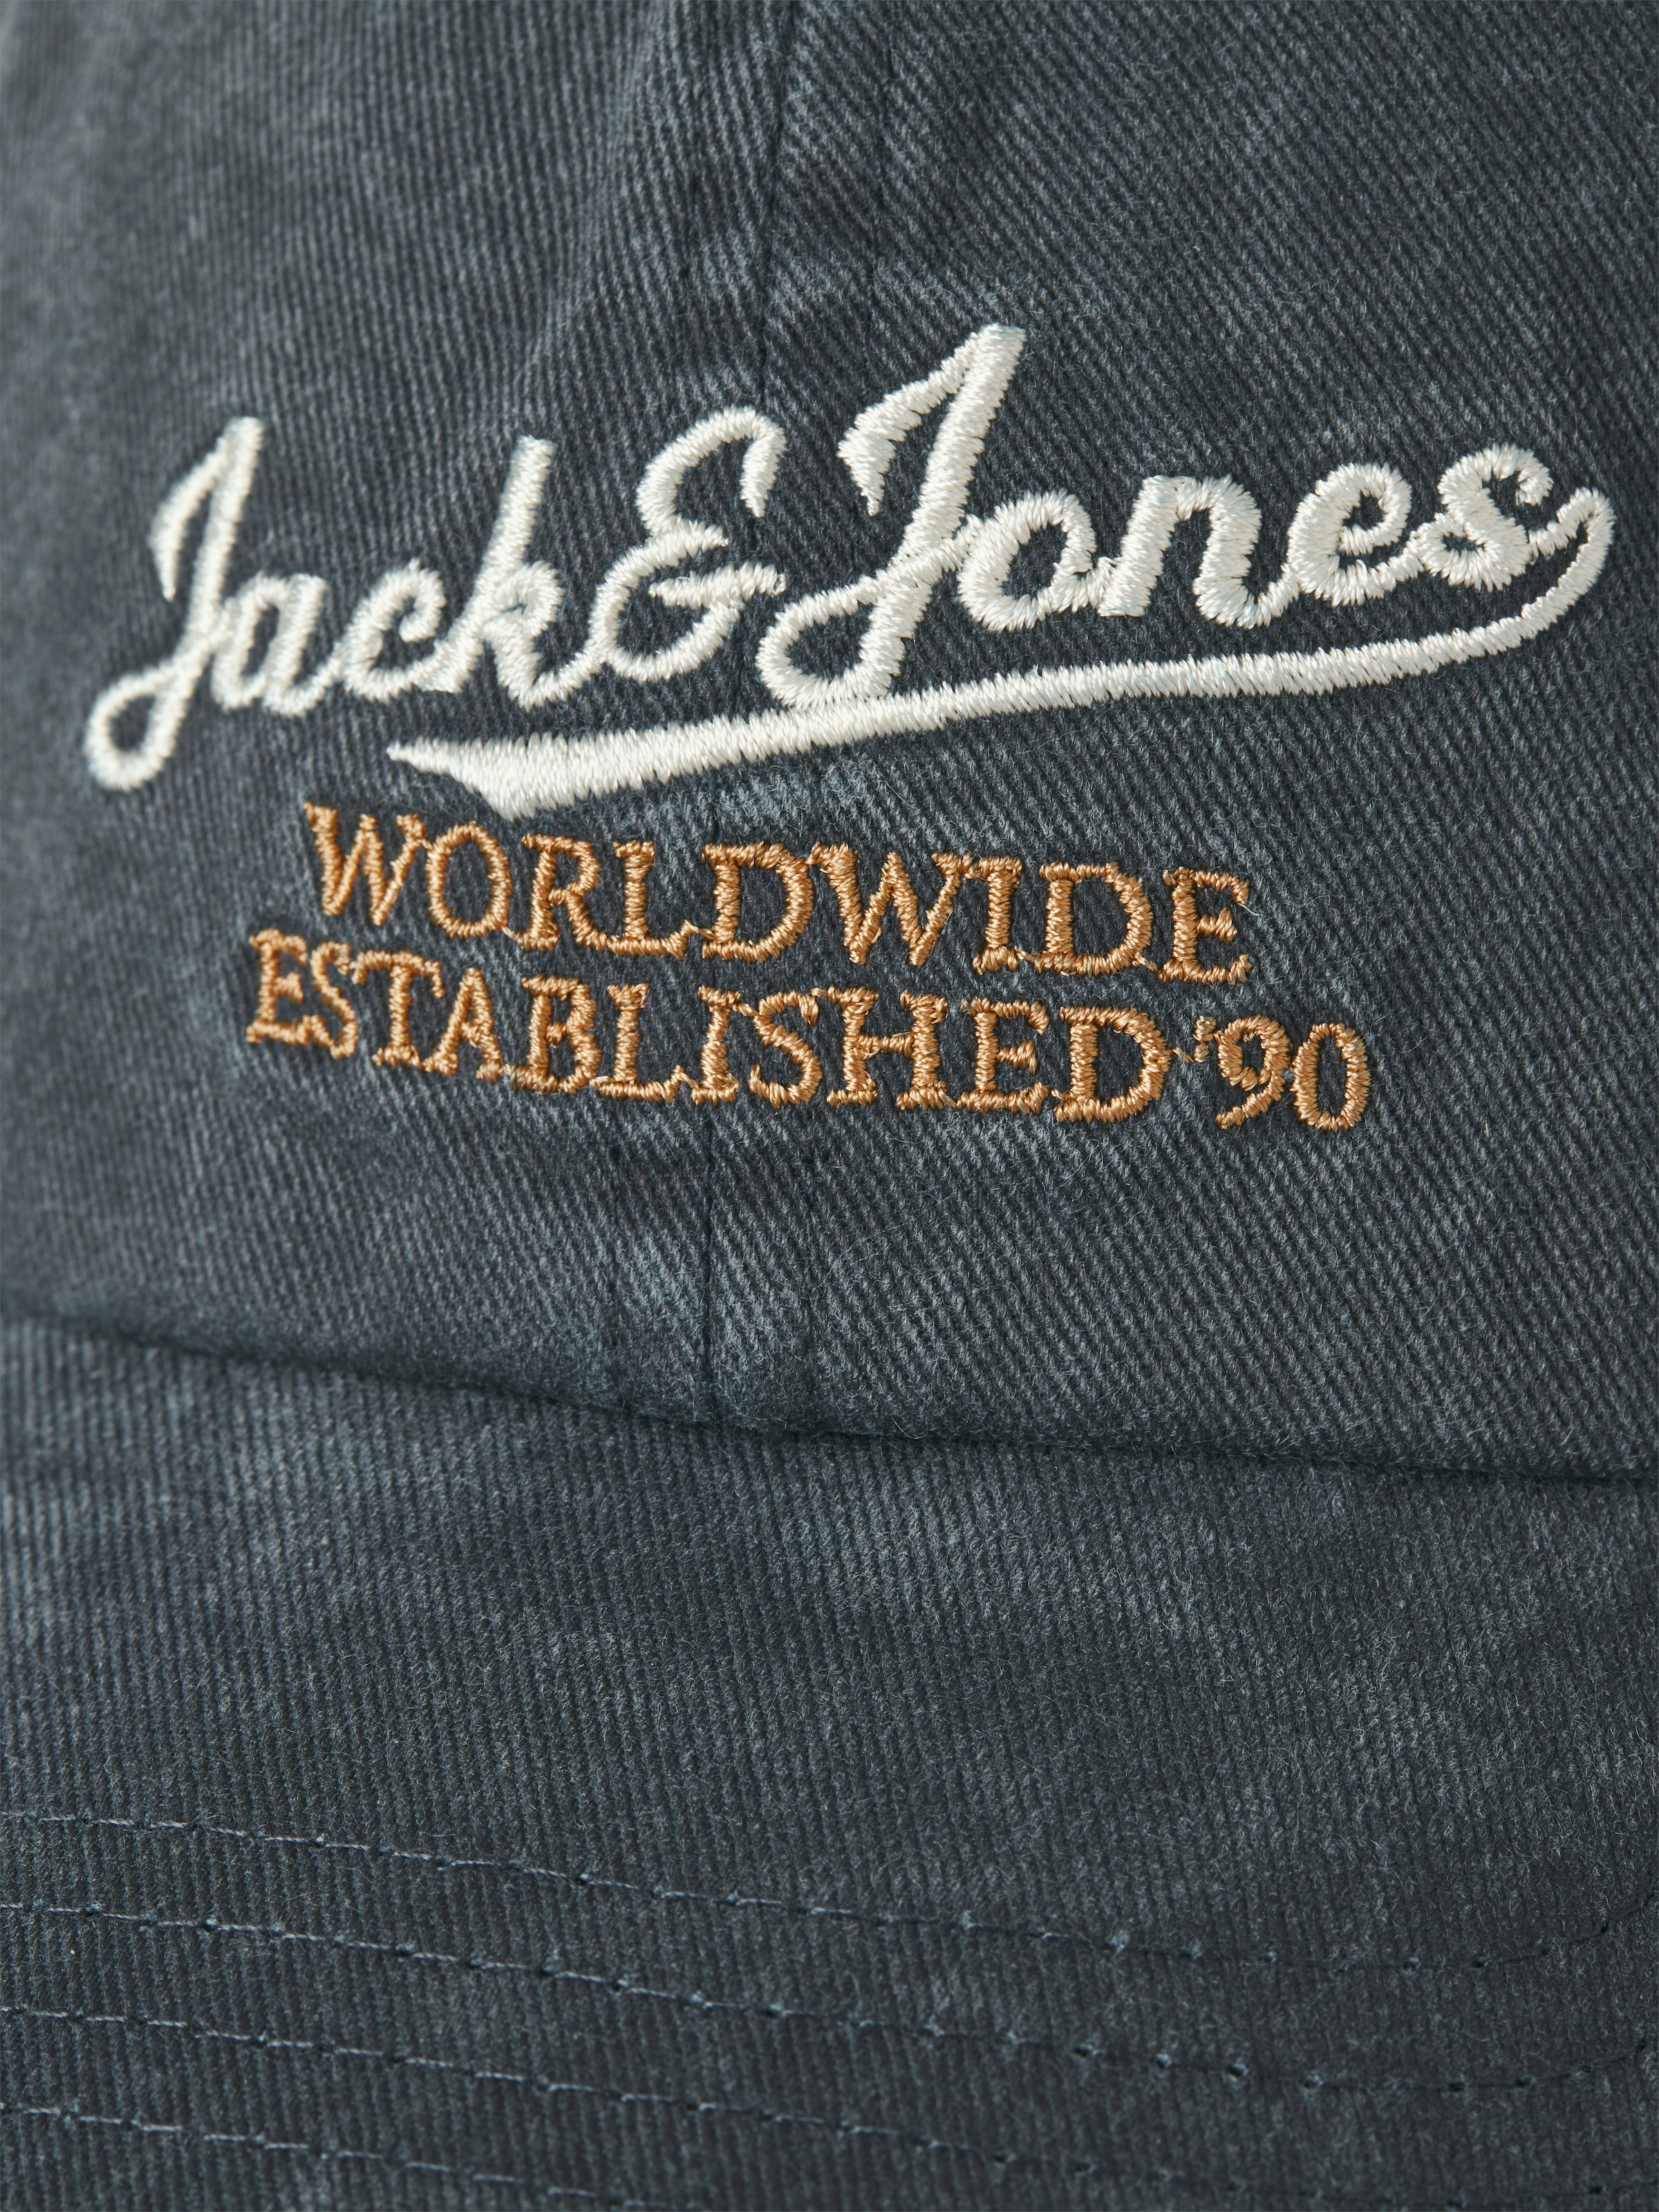 Jack & Jones
WORLDWIDE
ESTABLISHED '90